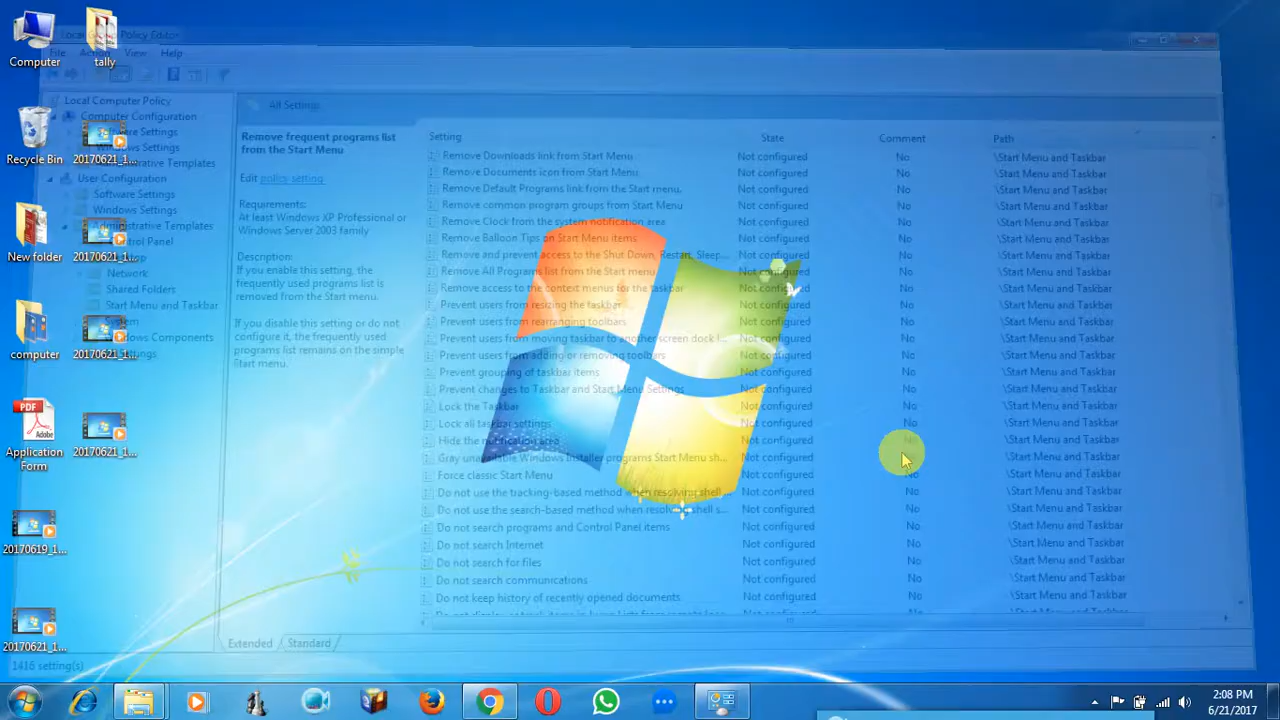 Computer
tally
Recycle Bin
20170621_1...
New folder
20170621_1...
computer
20170621_1...
Application
Form
20170621_1...
20170619_1...
20170621_1...
Local Group Policy Editor
File Action View Help
Local Computer Policy
Computer Configuration
Software Settings
Windows Settings
Administrative Templates
User Configuration
Software Settings
Windows Settings
Administrative Templates
Control Panel
Network
Shared Folders
Start Menu and Taskbar
System
Windows Components
All Settings
Remove frequent programs list
from the Start Menu
Edit policy setting
Requirements:
At least Windows XP Professional or
Windows Server 2003 family
Description:
If you enable this setting, the
frequently used programs list is
removed from the Start menu.
If you disable this setting or do not
configure it, the frequently used
programs list remains on the simple
Start menu.
Setting State Comment Path
Remove Downloads link from Start Menu Not configured No \Start Menu and Taskbar
Remove Documents icon from Start Menu Not configured No \Start Menu and Taskbar
Remove Default Programs link from the Start menu. Not configured No \Start Menu and Taskbar
Remove common program groups from Start Menu Not configured No \Start Menu and Taskbar
Remove Clock from the system notification area Not configured No \Start Menu and Taskbar
Remove Balloon Tips on Start Menu items Not configured No \Start Menu and Taskbar
Remove and prevent access to the Shut Down, Restart, Sleep... Not configured No \Start Menu and Taskbar
Remove All Programs list from the Start menu Not configured No \Start Menu and Taskbar
Remove access to the context menus for the taskbar Not configured No \Start Menu and Taskbar
Prevent users from resizing the taskbar Not configured No \Start Menu and Taskbar
Prevent users from rearranging toolbars Not configured No \Start Menu and Taskbar
Prevent users from moving taskbar to another screen dock l... Not configured No \Start Menu and Taskbar
Prevent users from adding or removing toolbars Not configured No \Start Menu and Taskbar
Prevent grouping of taskbar items Not configured No \Start Menu and Taskbar
Prevent changes to Taskbar and Start Menu Settings Not configured No \Start Menu and Taskbar
Lock the Taskbar Not configured No \Start Menu and Taskbar
Lock all taskbar settings Not configured No \Start Menu and Taskbar
Hide the notification area Not configured No \Start Menu and Taskbar
Gray unavailable Windows Installer programs Start Menu sh... Not configured No \Start Menu and Taskbar
Force classic Start Menu Not configured No \Start Menu and Taskbar
Do not use the tracking-based method when resolving shell ... Not configured No \Start Menu and Taskbar
Do not use the search-based method when resolving shell s... Not configured No \Start Menu and Taskbar
Do not search programs and Control Panel items Not configured No \Start Menu and Taskbar
Do not search Internet Not configured No \Start Menu and Taskbar
Do not search for files Not configured No \Start Menu and Taskbar
Do not search communications Not configured No \Start Menu and Taskbar
Do not keep history of recently opened documents Not configured No \Start Menu and Taskbar
Extended Standard
1416 setting(s)
2:08 PM
6/21/2017